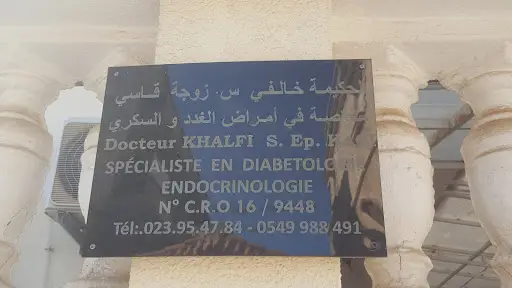 الحكيمة خالفي س. زوجة قاسي
في أمراض الغدد و السكري
Docteur KHALFI S. Ep.
SPÉCIALISTE EN
ENDOCRINOLOGIE
N° C.R.O 16 / 9448
Tél:.023.95.47.84 - 0549 988 491